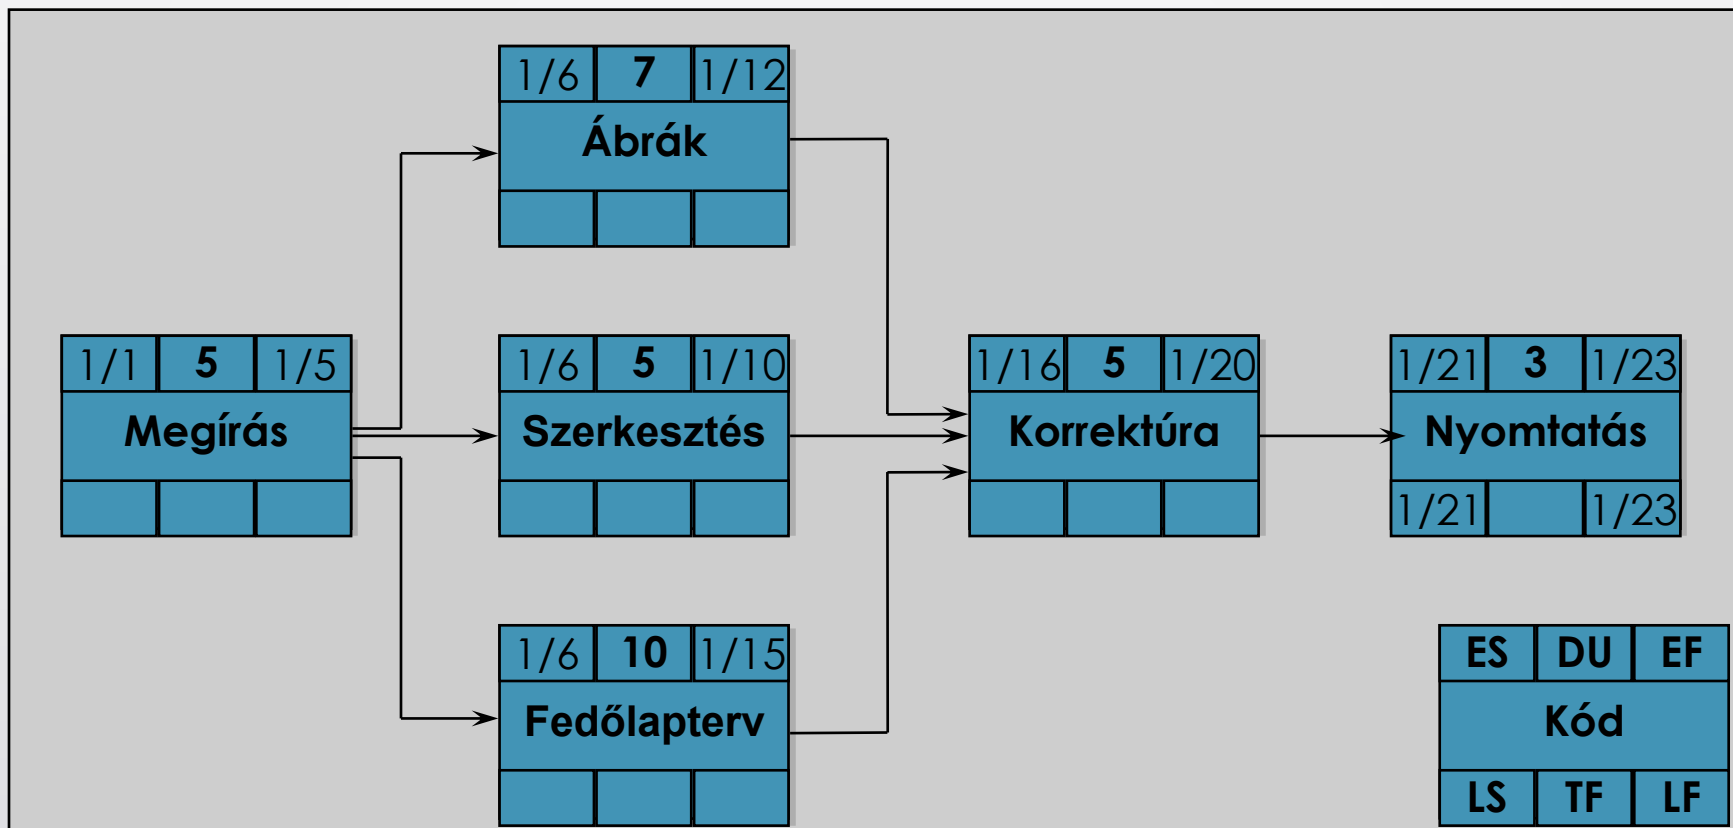 1/6 7 1/12
Ábrák
1/1 5 1/5
Megírás
1/6 5 1/10
Szerkesztés
1/16 5 1/20
Korrektúra
1/21 3 1/23
Nyomtatás
1/21 1/23
1/6 10 1/15
Fedőlapterv
ES DU EF
Kód
LS TF LF